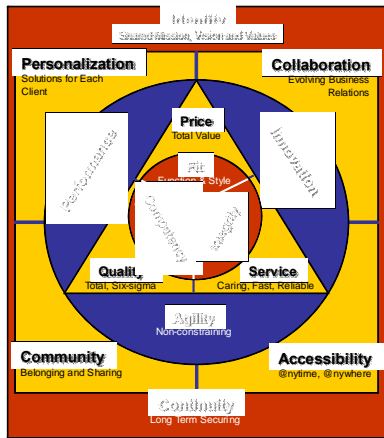 Identity
Shared Mission, Vision and Values
Personalization
Solutions for Each
Client
Collaboration
Evolving Business
Relations
Price
Total Value
Performance
Innovation
Fit
Function & Style
Competency
Integrity
Quality
Total, Six-sigma
Service
Caring, Fast, Reliable
Agility
Non-constraining
Community
Belonging and Sharing
Accessibility
@nytime, @nywhere
Continuity
Long Term Securing